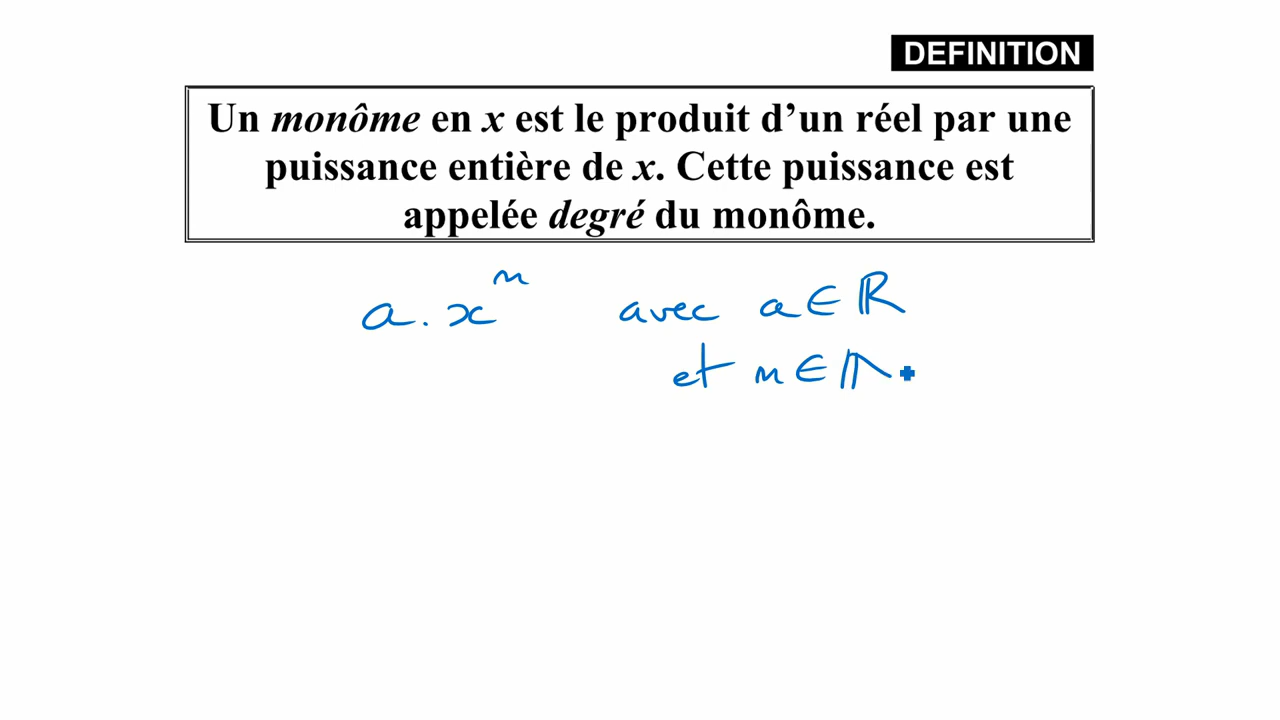 DEFINITION
Un monôme en x est le produit d’un réel par une
puissance entière de x. Cette puissance est
appelée degré du monôme.
a . xⁿ avec a ∈ ℝ
et n ∈ ℕ